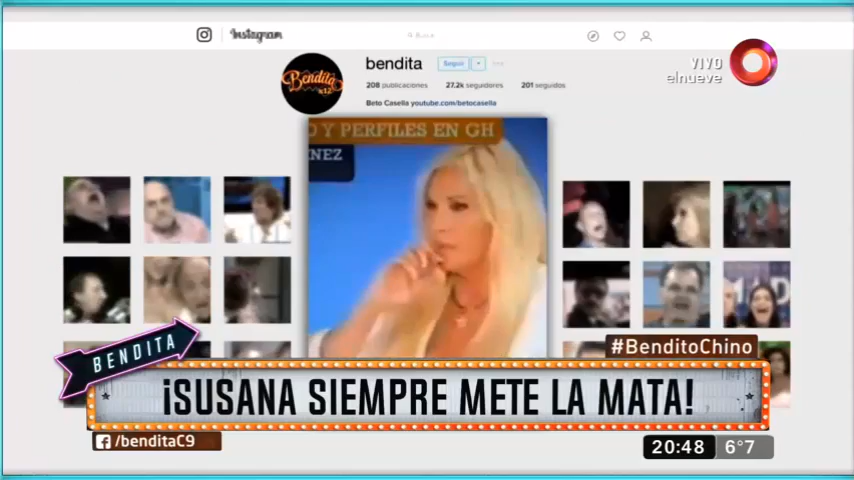 Instagram
VIVO
elnueve
bendita
Seguir
208 publicaciones 27.2k seguidores 201 seguidos
Beto Casella youtube.com/betocasella
Bendita
x12
O Y PERFILES EN GH
NEZ
#BenditoChino
BENDITA
¡SUSANA SIEMPRE METE LA MATA!
/benditaC9
20:48 6°7